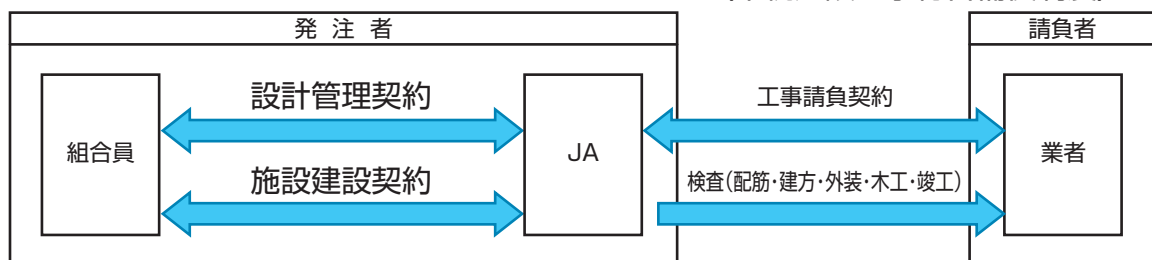 発注者
請負者
設計管理契約
工事請負契約
組合員
JA
業者
施設建設契約
検査(配筋・建方・外装・木工・竣工)